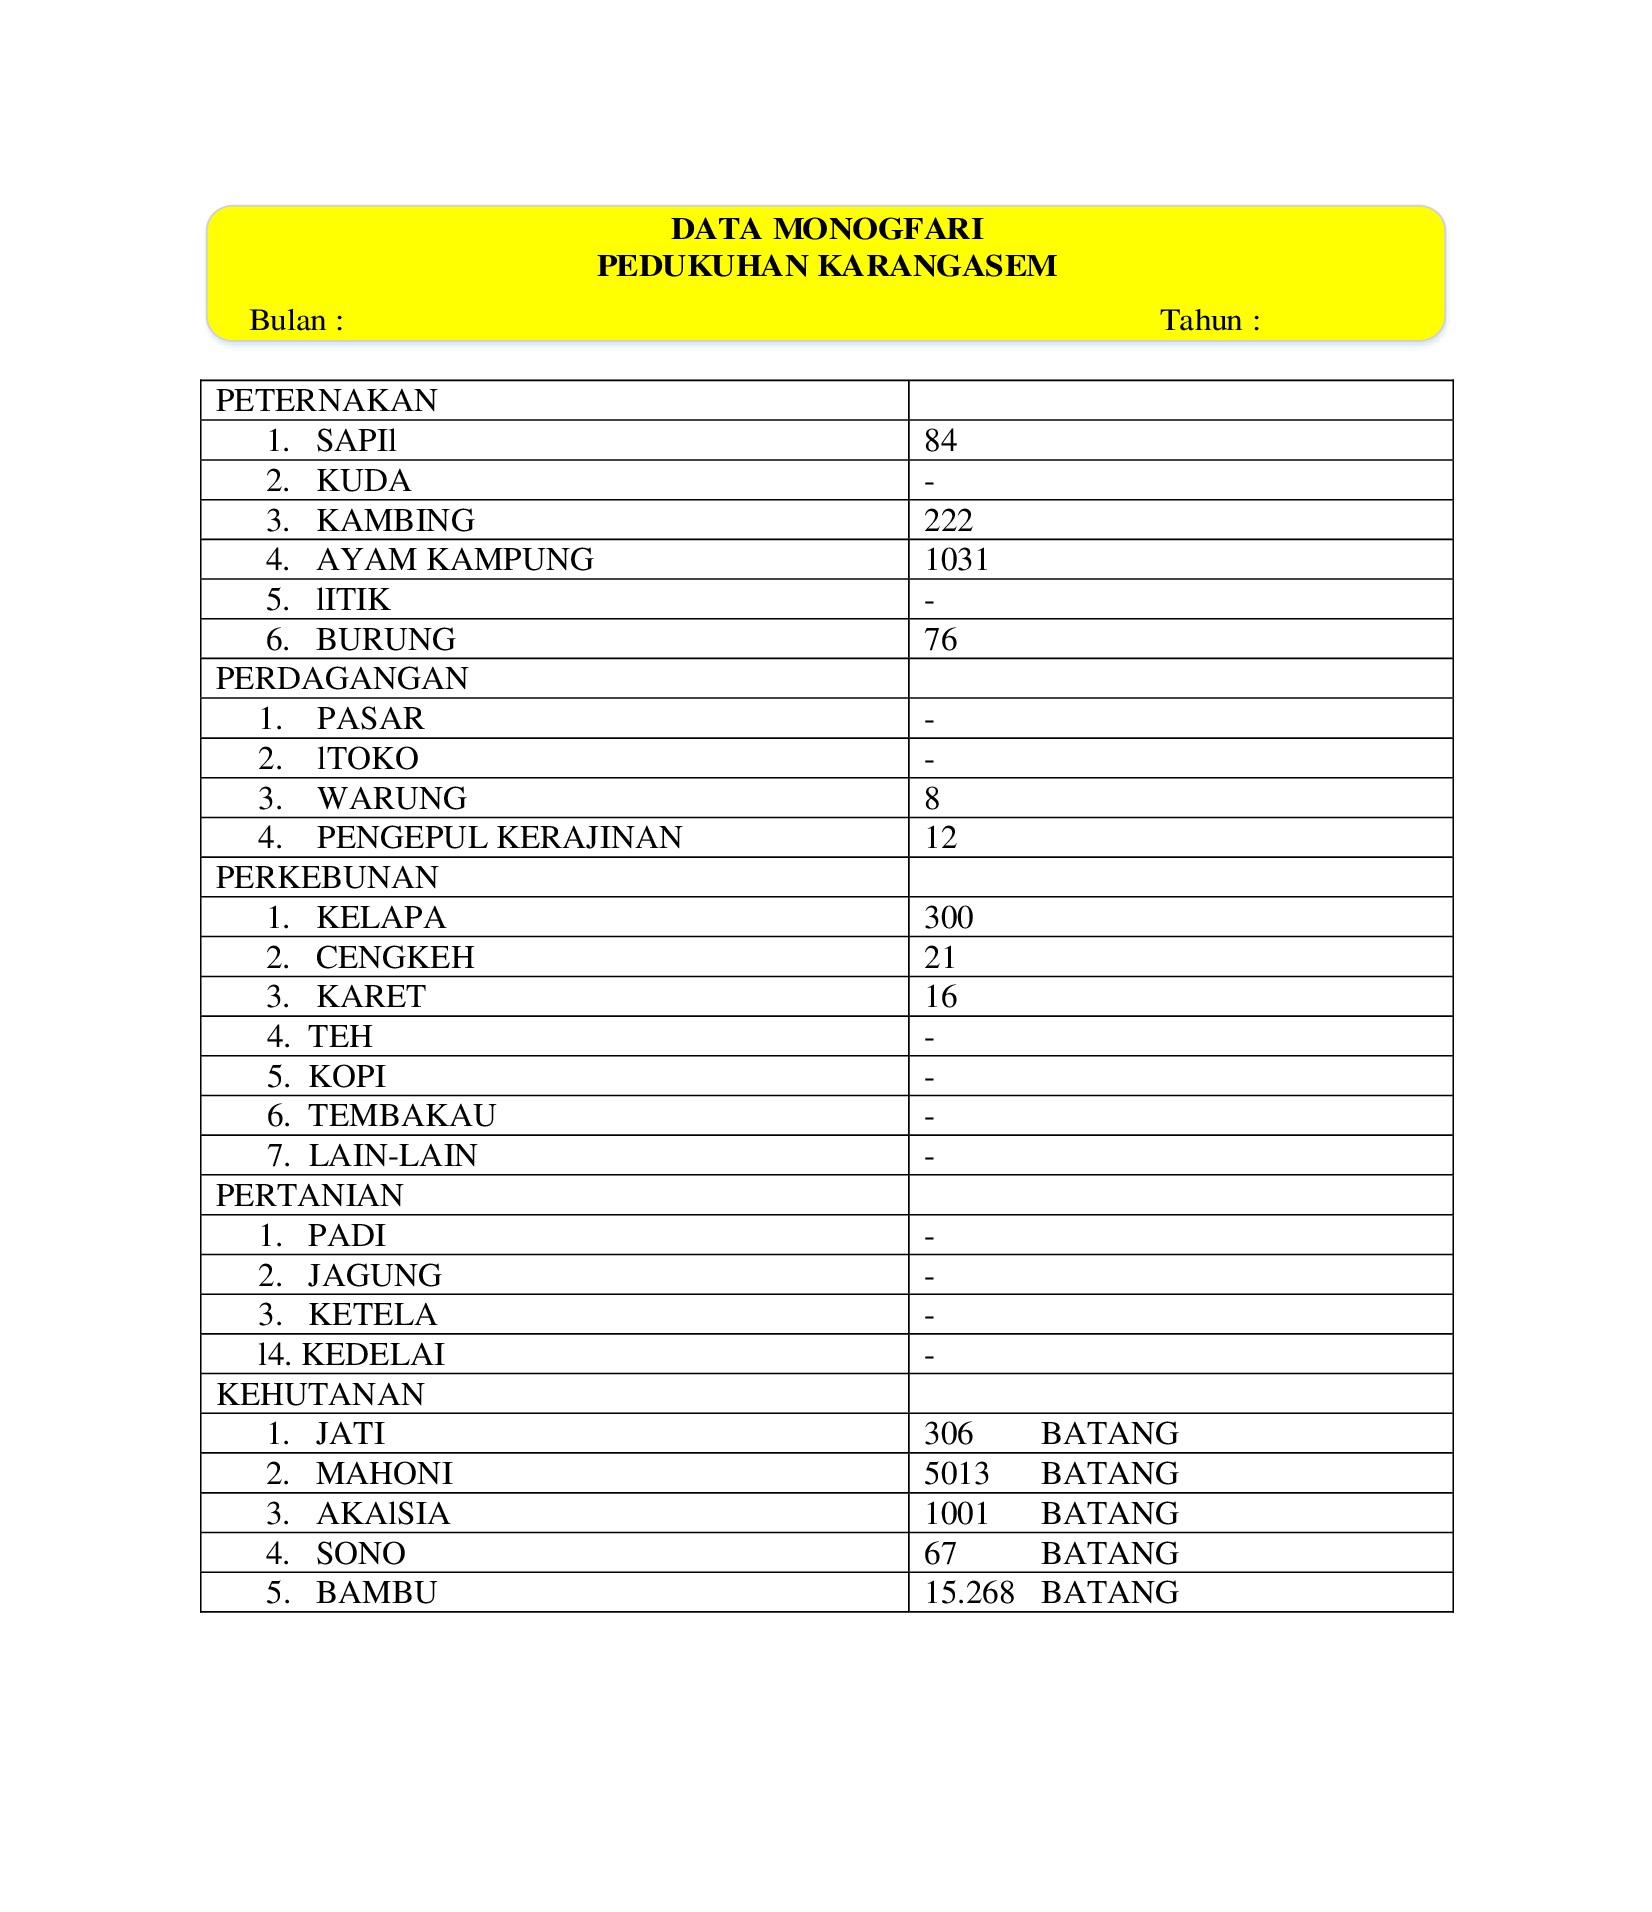 DATA MONOGFARI
PEDUKUHAN KARANGASEM
Bulan : Tahun :
PETERNAKAN
1. SAPIl 84
2. KUDA -
3. KAMBING 222
4. AYAM KAMPUNG 1031
5. lITIK -
6. BURUNG 76
PERDAGANGAN
1. PASAR -
2. lTOKO -
3. WARUNG 8
4. PENGEPUL KERAJINAN 12
PERKEBUNAN
1. KELAPA 300
2. CENGKEH 21
3. KARET 16
4. TEH -
5. KOPI -
6. TEMBAKAU -
7. LAIN-LAIN -
PERTANIAN
1. PADI -
2. JAGUNG -
3. KETELA -
l4. KEDELAI -
KEHUTANAN
1. JATI 306 BATANG
2. MAHONI 5013 BATANG
3. AKAlSIA 1001 BATANG
4. SONO 67 BATANG
5. BAMBU 15.268 BATANG